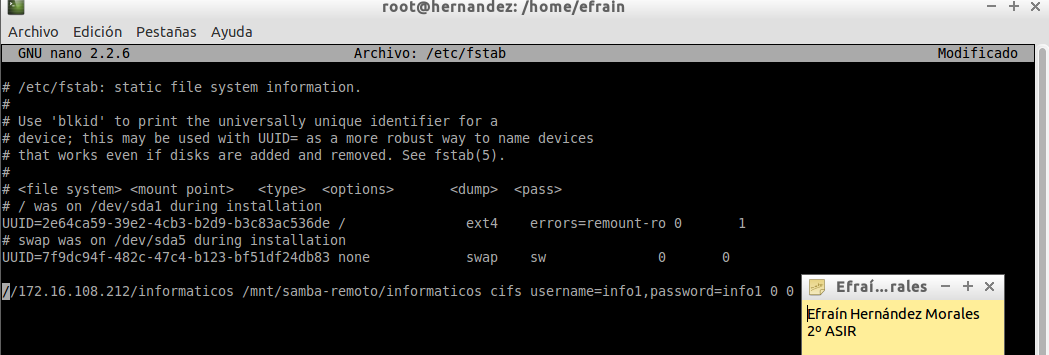 root@hernandez: /home/efrain
Archivo Edición Pestañas Ayuda
GNU nano 2.2.6 Archivo: /etc/fstab Modificado
# /etc/fstab: static file system information.
#
# Use 'blkid' to print the universally unique identifier for a
# device; this may be used with UUID= as a more robust way to name devices
# that works even if disks are added and removed. See fstab(5).
#
# <file system> <mount point> <type> <options> <dump> <pass>
# / was on /dev/sda1 during installation
UUID=2e64ca59-39e2-4cb3-b2d9-b3c83ac536de / ext4 errors=remount-ro 0 1
# swap was on /dev/sda5 during installation
UUID=7f9dc94f-482c-47c4-b123-bf51df24db83 none swap sw 0 0
//172.16.108.212/informaticos /mnt/samba-remoto/informaticos cifs username=info1,password=info1 0 0
Efraí...rales
Efraín Hernández Morales
2º ASIR